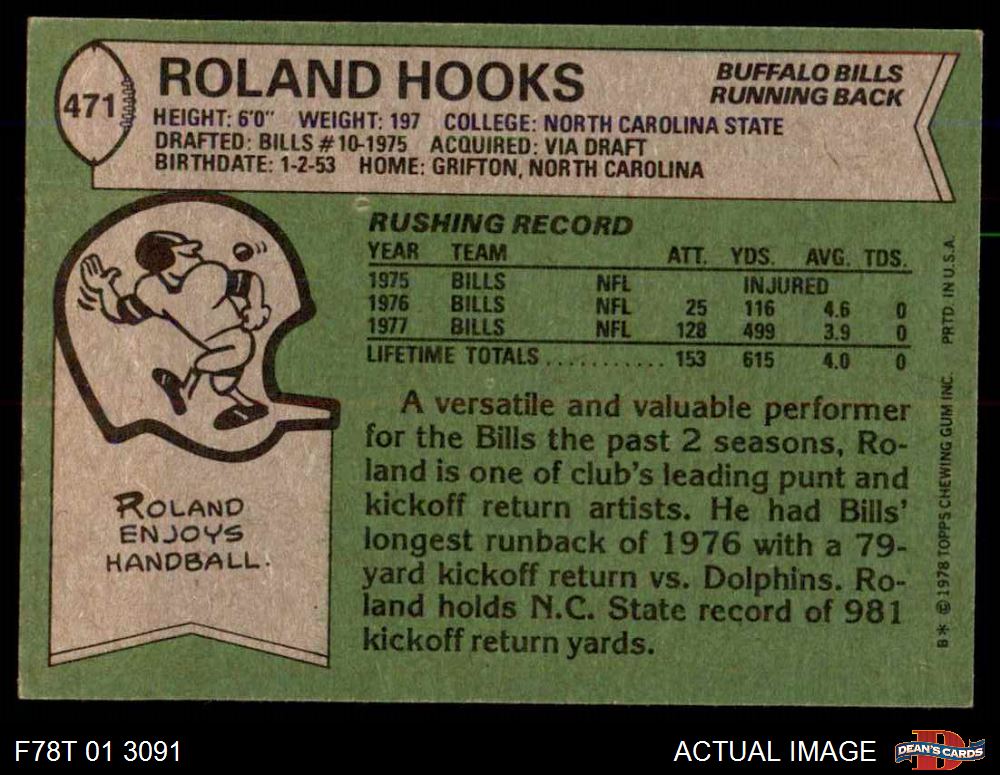 471
ROLAND HOOKS
BUFFALO BILLS
RUNNING BACK
HEIGHT: 6'0" WEIGHT: 197 COLLEGE: NORTH CAROLINA STATE
DRAFTED: BILLS #10-1975 ACQUIRED: VIA DRAFT
BIRTHDATE: 1-2-53 HOME: GRIFTON, NORTH CAROLINA
RUSHING RECORD
YEAR TEAM ATT. YDS. AVG. TDS.
1975 BILLS NFL INJURED
1976 BILLS NFL 25 116 4.6 0
1977 BILLS NFL 128 499 3.9 0
LIFETIME TOTALS........... 153 615 4.0 0
A versatile and valuable performer
for the Bills the past 2 seasons, Ro-
land is one of club's leading punt and
kickoff return artists. He had Bills'
longest runback of 1976 with a 79-
yard kickoff return vs. Dolphins. Ro-
land holds N.C. State record of 981
kickoff return yards.
ROLAND
ENJOYS
HANDBALL.
B* © 1978 TOPPS CHEWING GUM INC. PRTD. IN U.S.A.
F78T 01 3091
ACTUAL IMAGE
D
DEAN'S CARDS